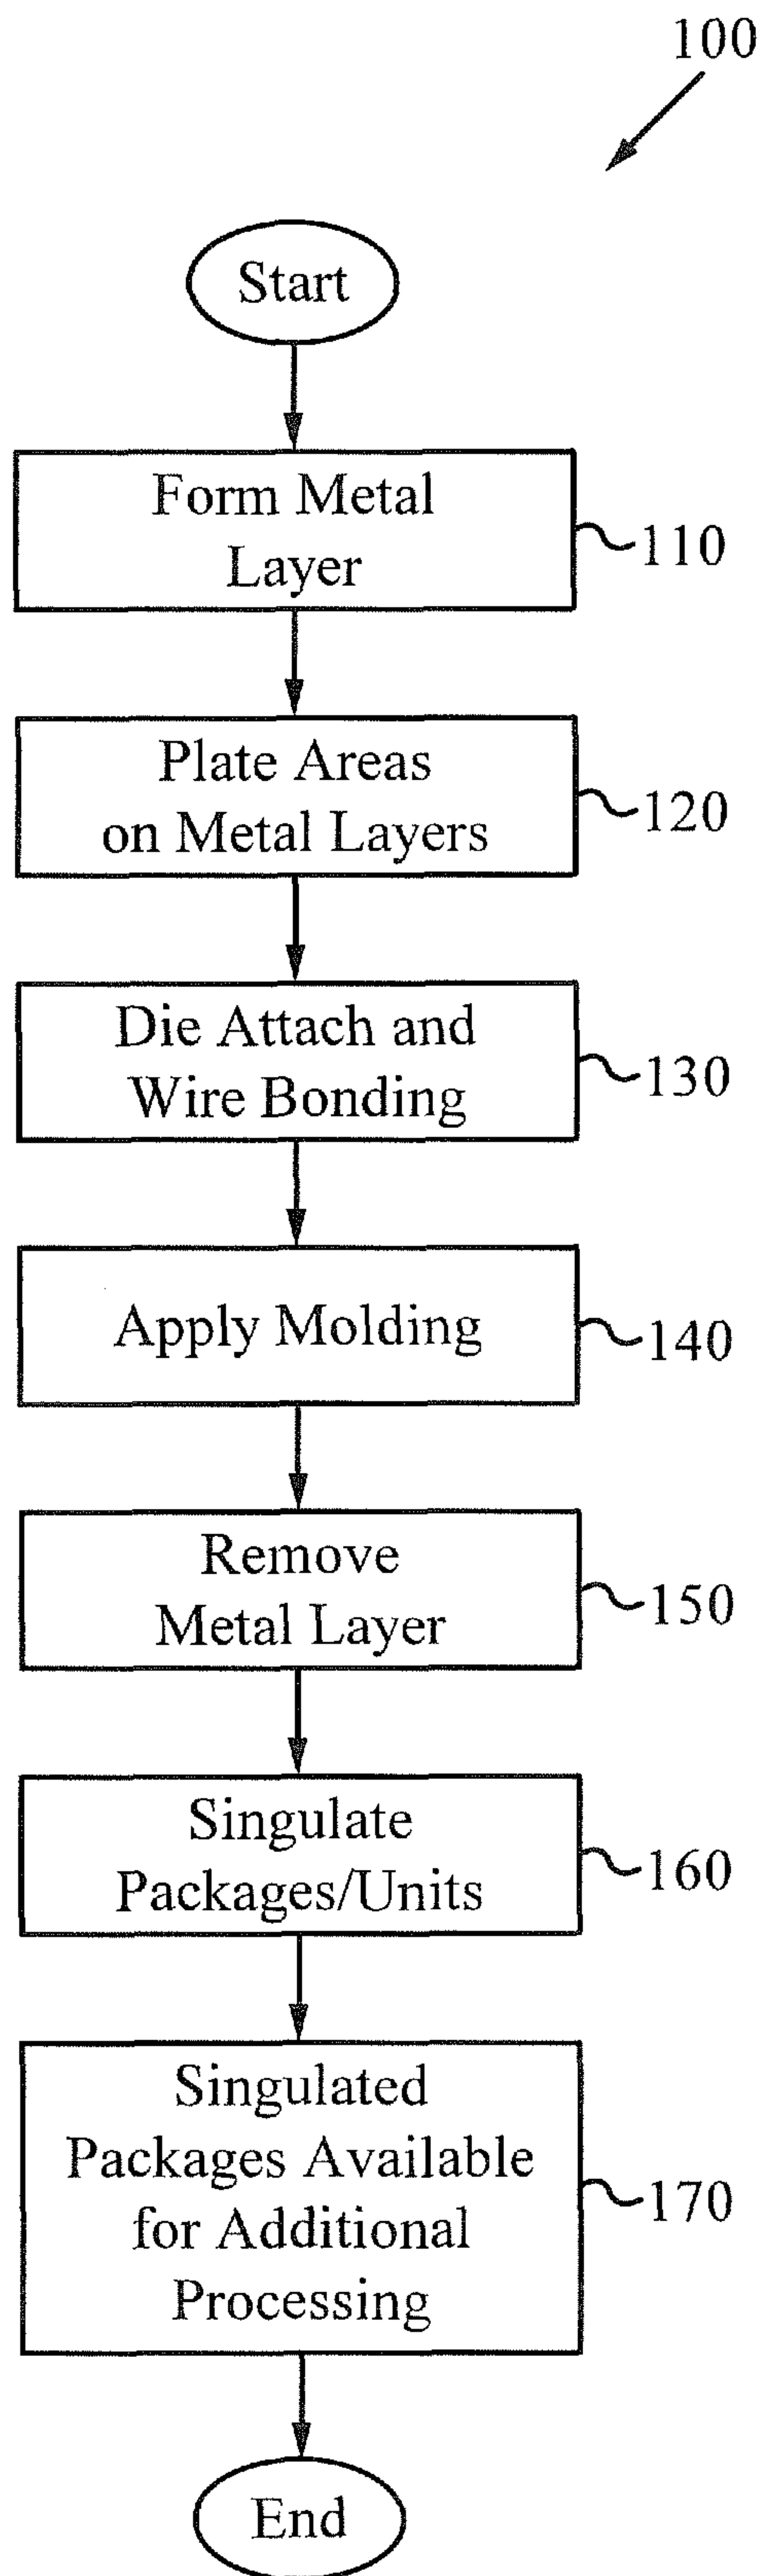 100
Start
Form Metal
Layer
110
Plate Areas
on Metal Layers
120
Die Attach and
Wire Bonding
130
Apply Molding
140
Remove
Metal Layer
150
Singulate
Packages/Units
160
Singulated
Packages Available
for Additional
Processing
170
End